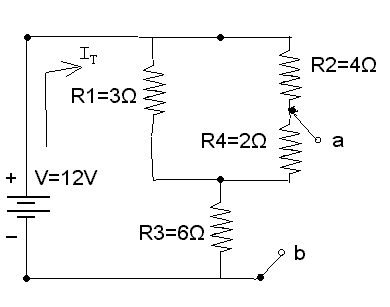 I_T
R2=4Ω
R1=3Ω
R4=2Ω
a
+
V=12V
−
R3=6Ω
b